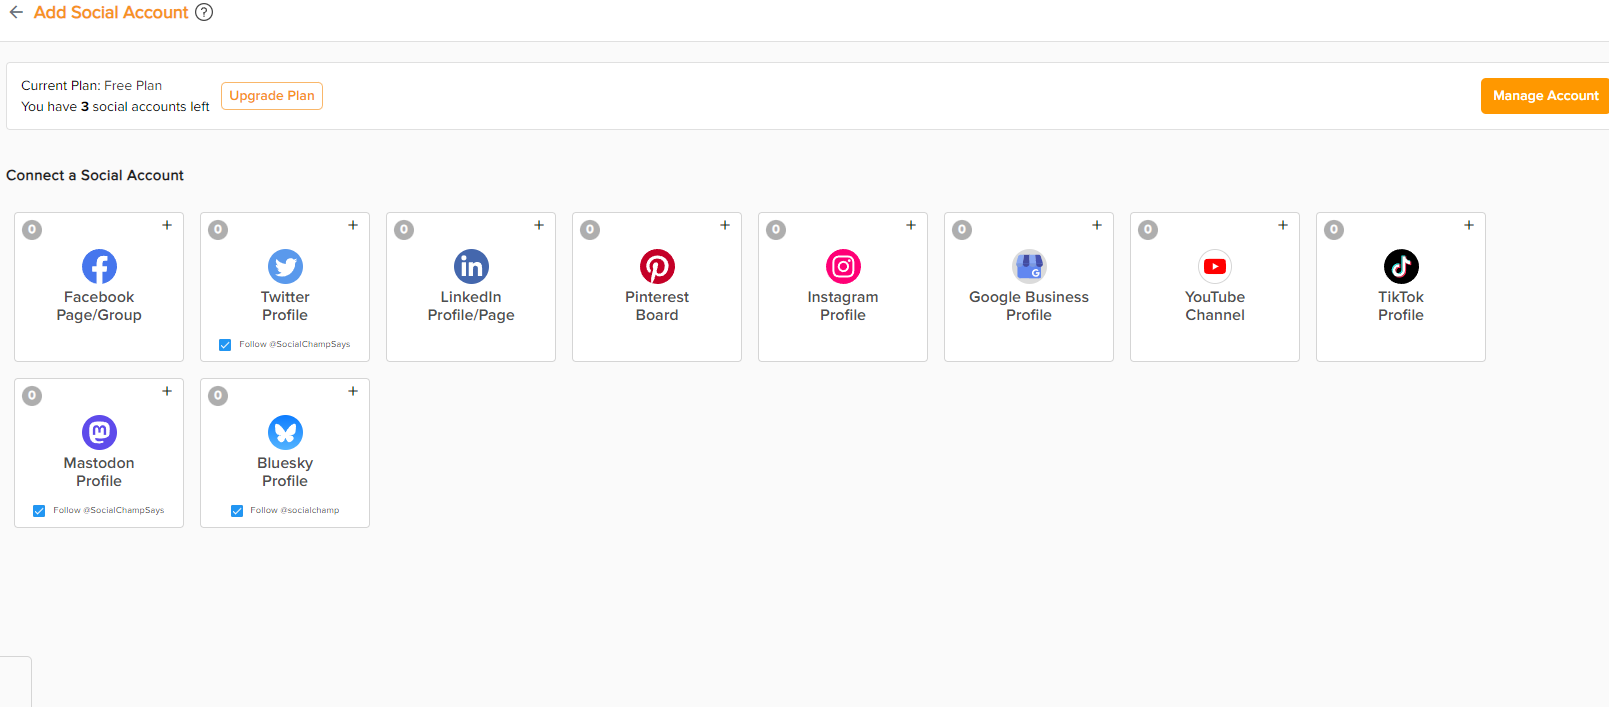 Add Social Account ?
Current Plan: Free Plan
You have 3 social accounts left
Upgrade Plan
Manage Account
Connect a Social Account
0 +
Facebook
Page/Group
0 +
Twitter
Profile
Follow @SocialChampSays
0 +
LinkedIn
Profile/Page
0 +
Pinterest
Board
0 +
Instagram
Profile
0 +
Google Business
Profile
0 +
YouTube
Channel
0 +
TikTok
Profile
0 +
Mastodon
Profile
Follow @SocialChampSays
0 +
Bluesky
Profile
Follow @socialchamp